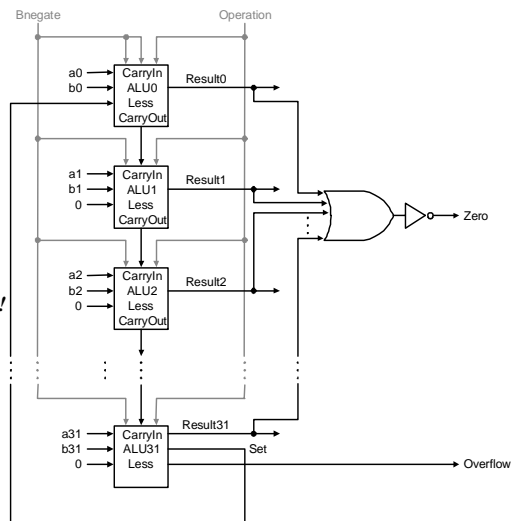 Bnegate Operation
a0 CarryIn Result0
b0 ALU0
Less
CarryOut
a1 CarryIn Result1
b1 ALU1
0 Less
CarryOut
Zero
a2 CarryIn Result2
b2 ALU2
0 Less
CarryOut
!
a31 CarryIn Result31
b31 ALU31 Set
0 Less Overflow